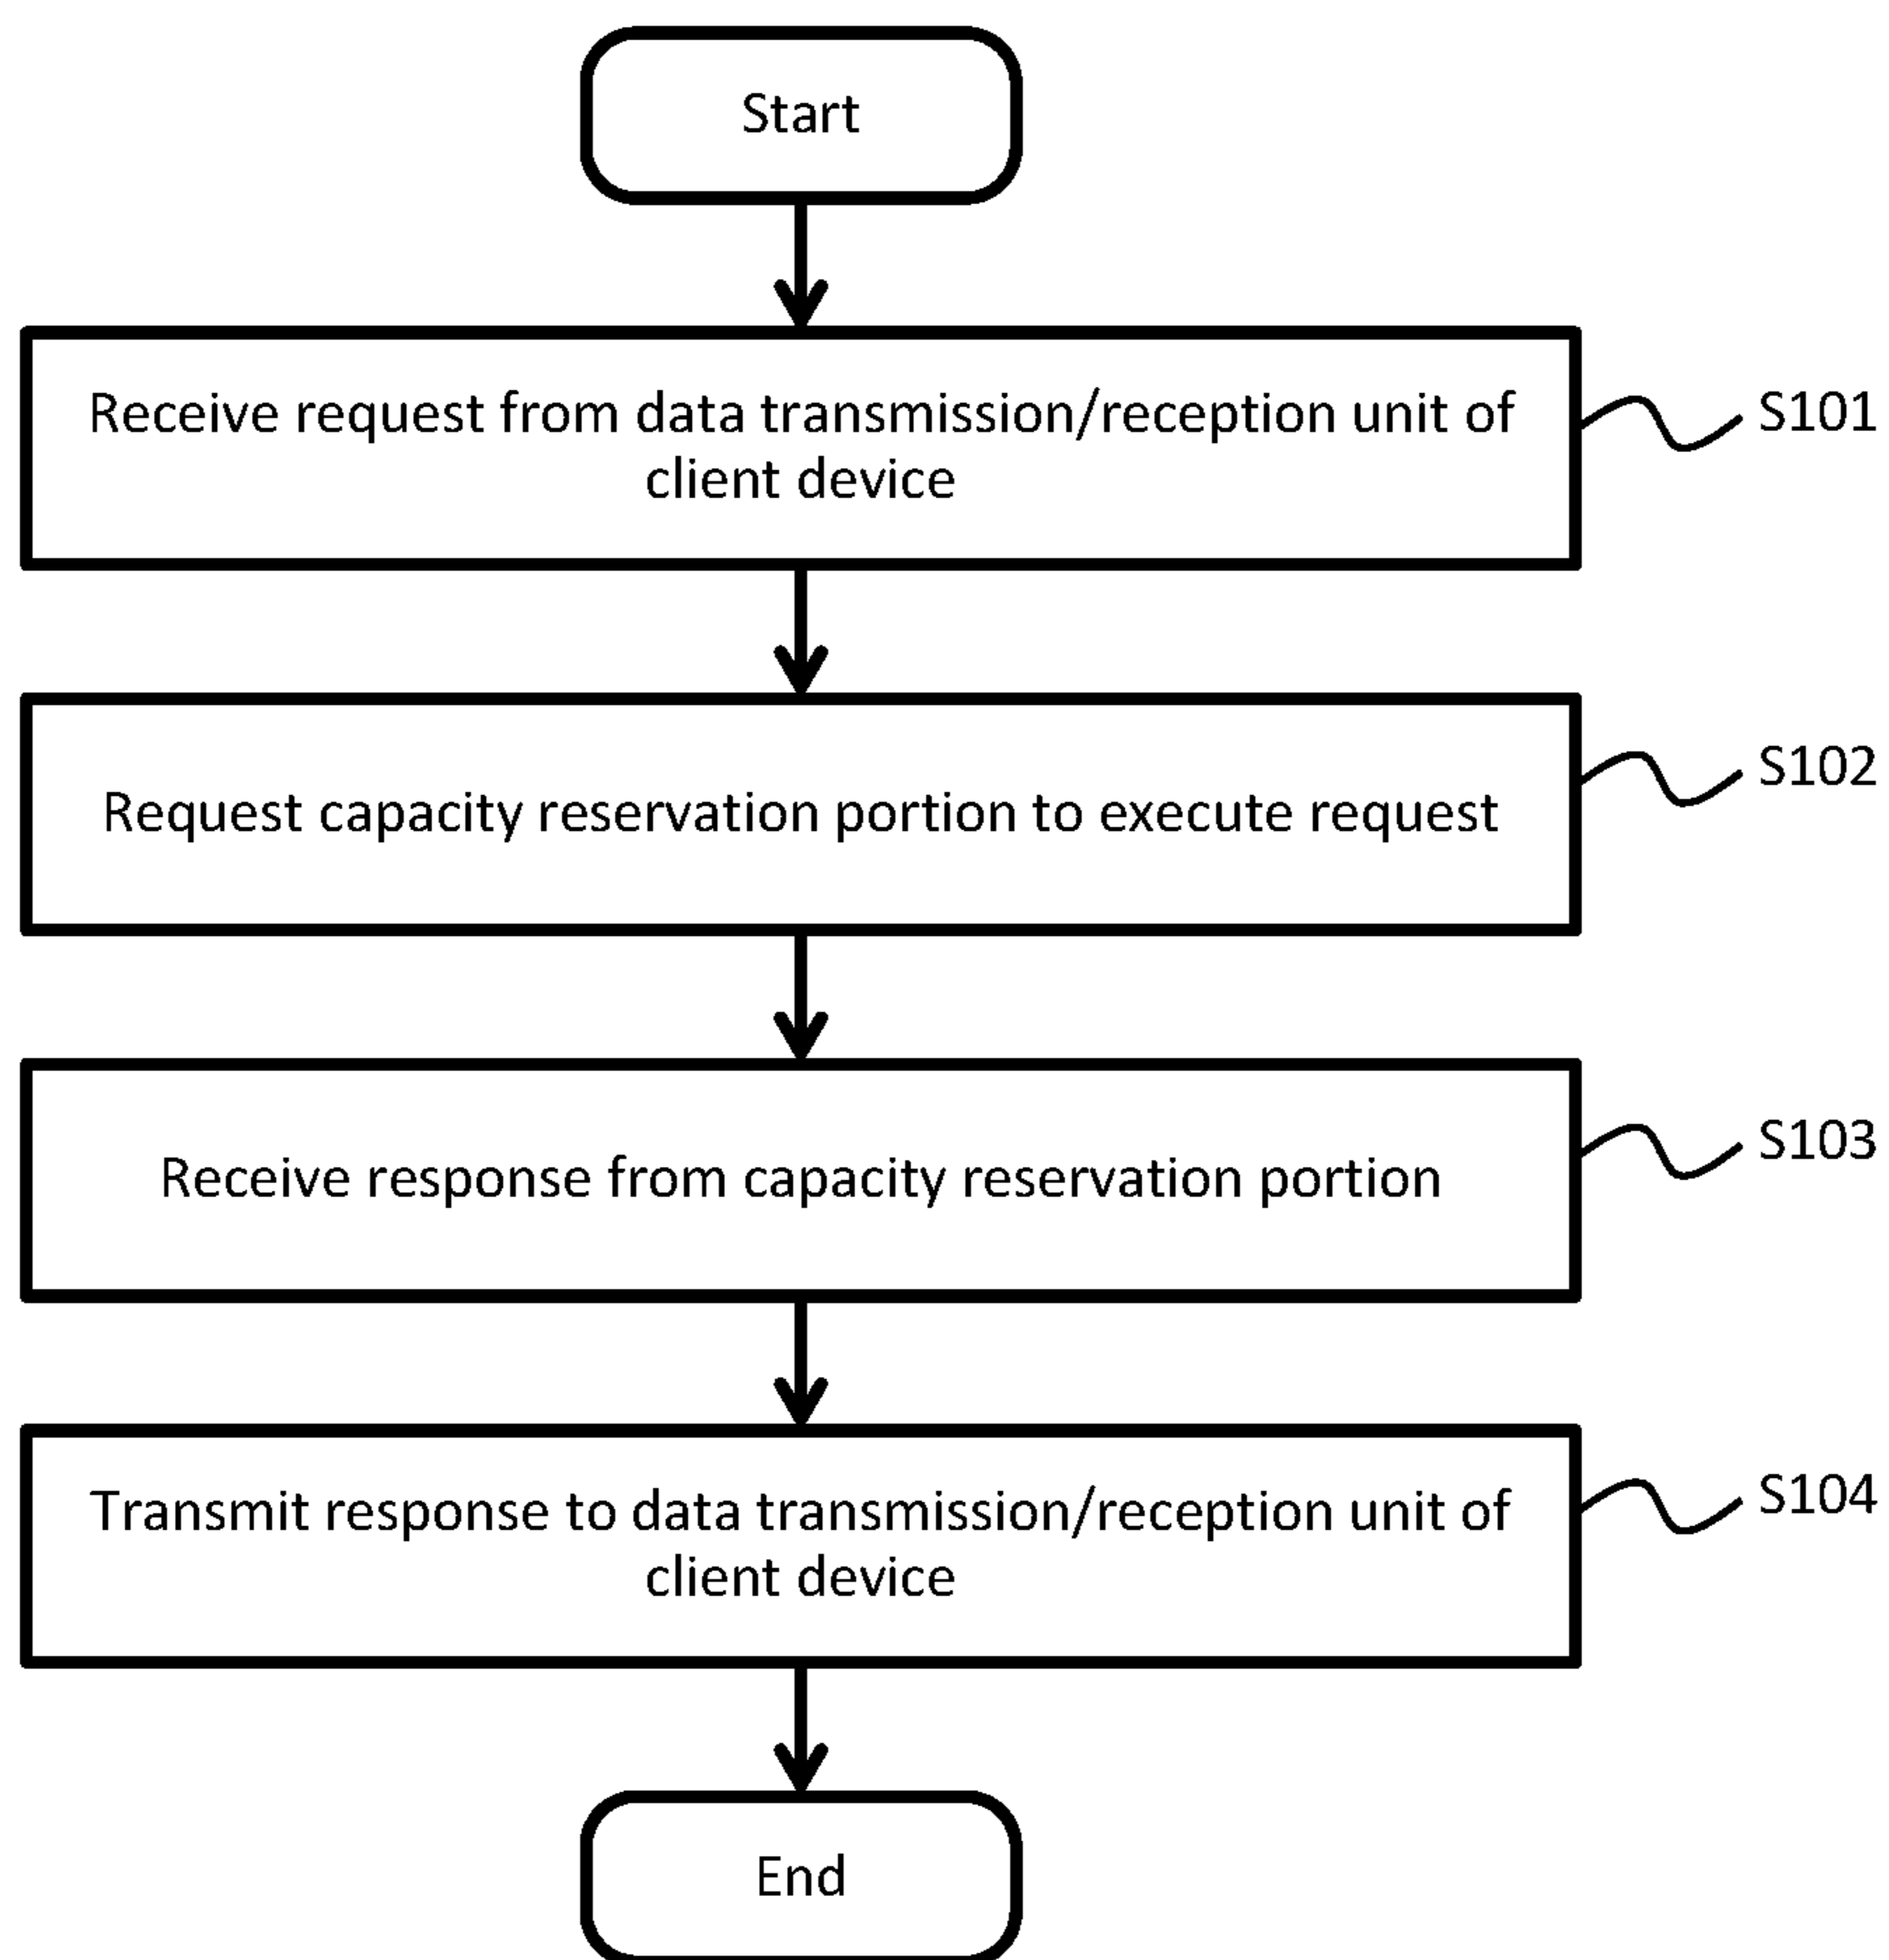 Start
Receive request from data transmission/reception unit of
client device
S101
Request capacity reservation portion to execute request
S102
Receive response from capacity reservation portion
S103
Transmit response to data transmission/reception unit of
client device
S104
End